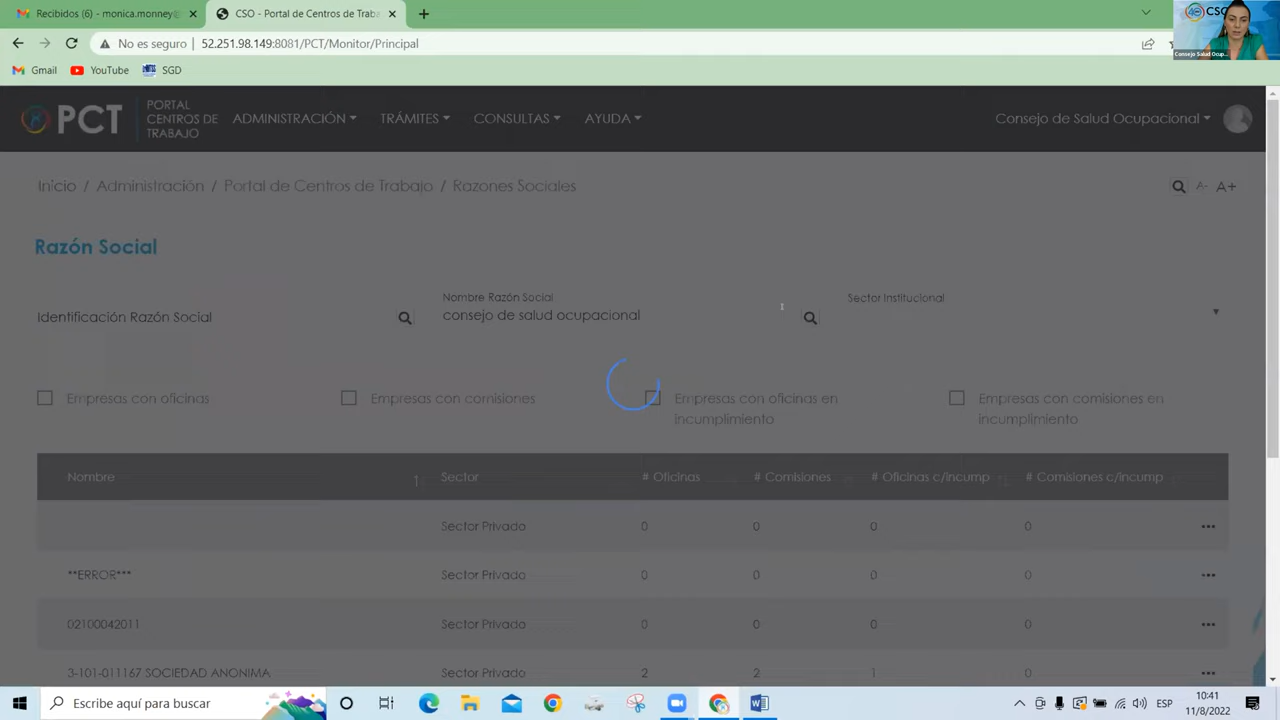 Recibidos (6) - monica.monney@
CSO - Portal de Centros de Traba
CSO
No es seguro
52.251.98.149:8081/PCT/Monitor/Principal
Consejo Salud Ocup...
Gmail
YouTube
SGD
PCT
PORTAL
CENTROS DE
TRABAJO
ADMINISTRACIÓN
TRÁMITES
CONSULTAS
AYUDA
Consejo de Salud Ocupacional
Inicio / Administración / Portal de Centros de Trabajo / Razones Sociales
A- A+
Razón Social
Identificación Razón Social
Nombre Razón Social
consejo de salud ocupacional
Sector Institucional
Empresas con oficinas
Empresas con comisiones
Empresas con oficinas en
incumplimiento
Empresas con comisiones en
incumplimiento
Nombre Sector # Oficinas # Comisiones # Oficinas c/incump # Comisiones c/incump
Sector Privado 0 0 0 0 •••
**ERROR*** Sector Privado 0 0 0 0 •••
02100042011 Sector Privado 0 0 0 0 •••
3-101-011167 SOCIEDAD ANONIMA Sector Privado 2 2 1 0 •••
Escribe aquí para buscar
ESP
10:41
11/8/2022